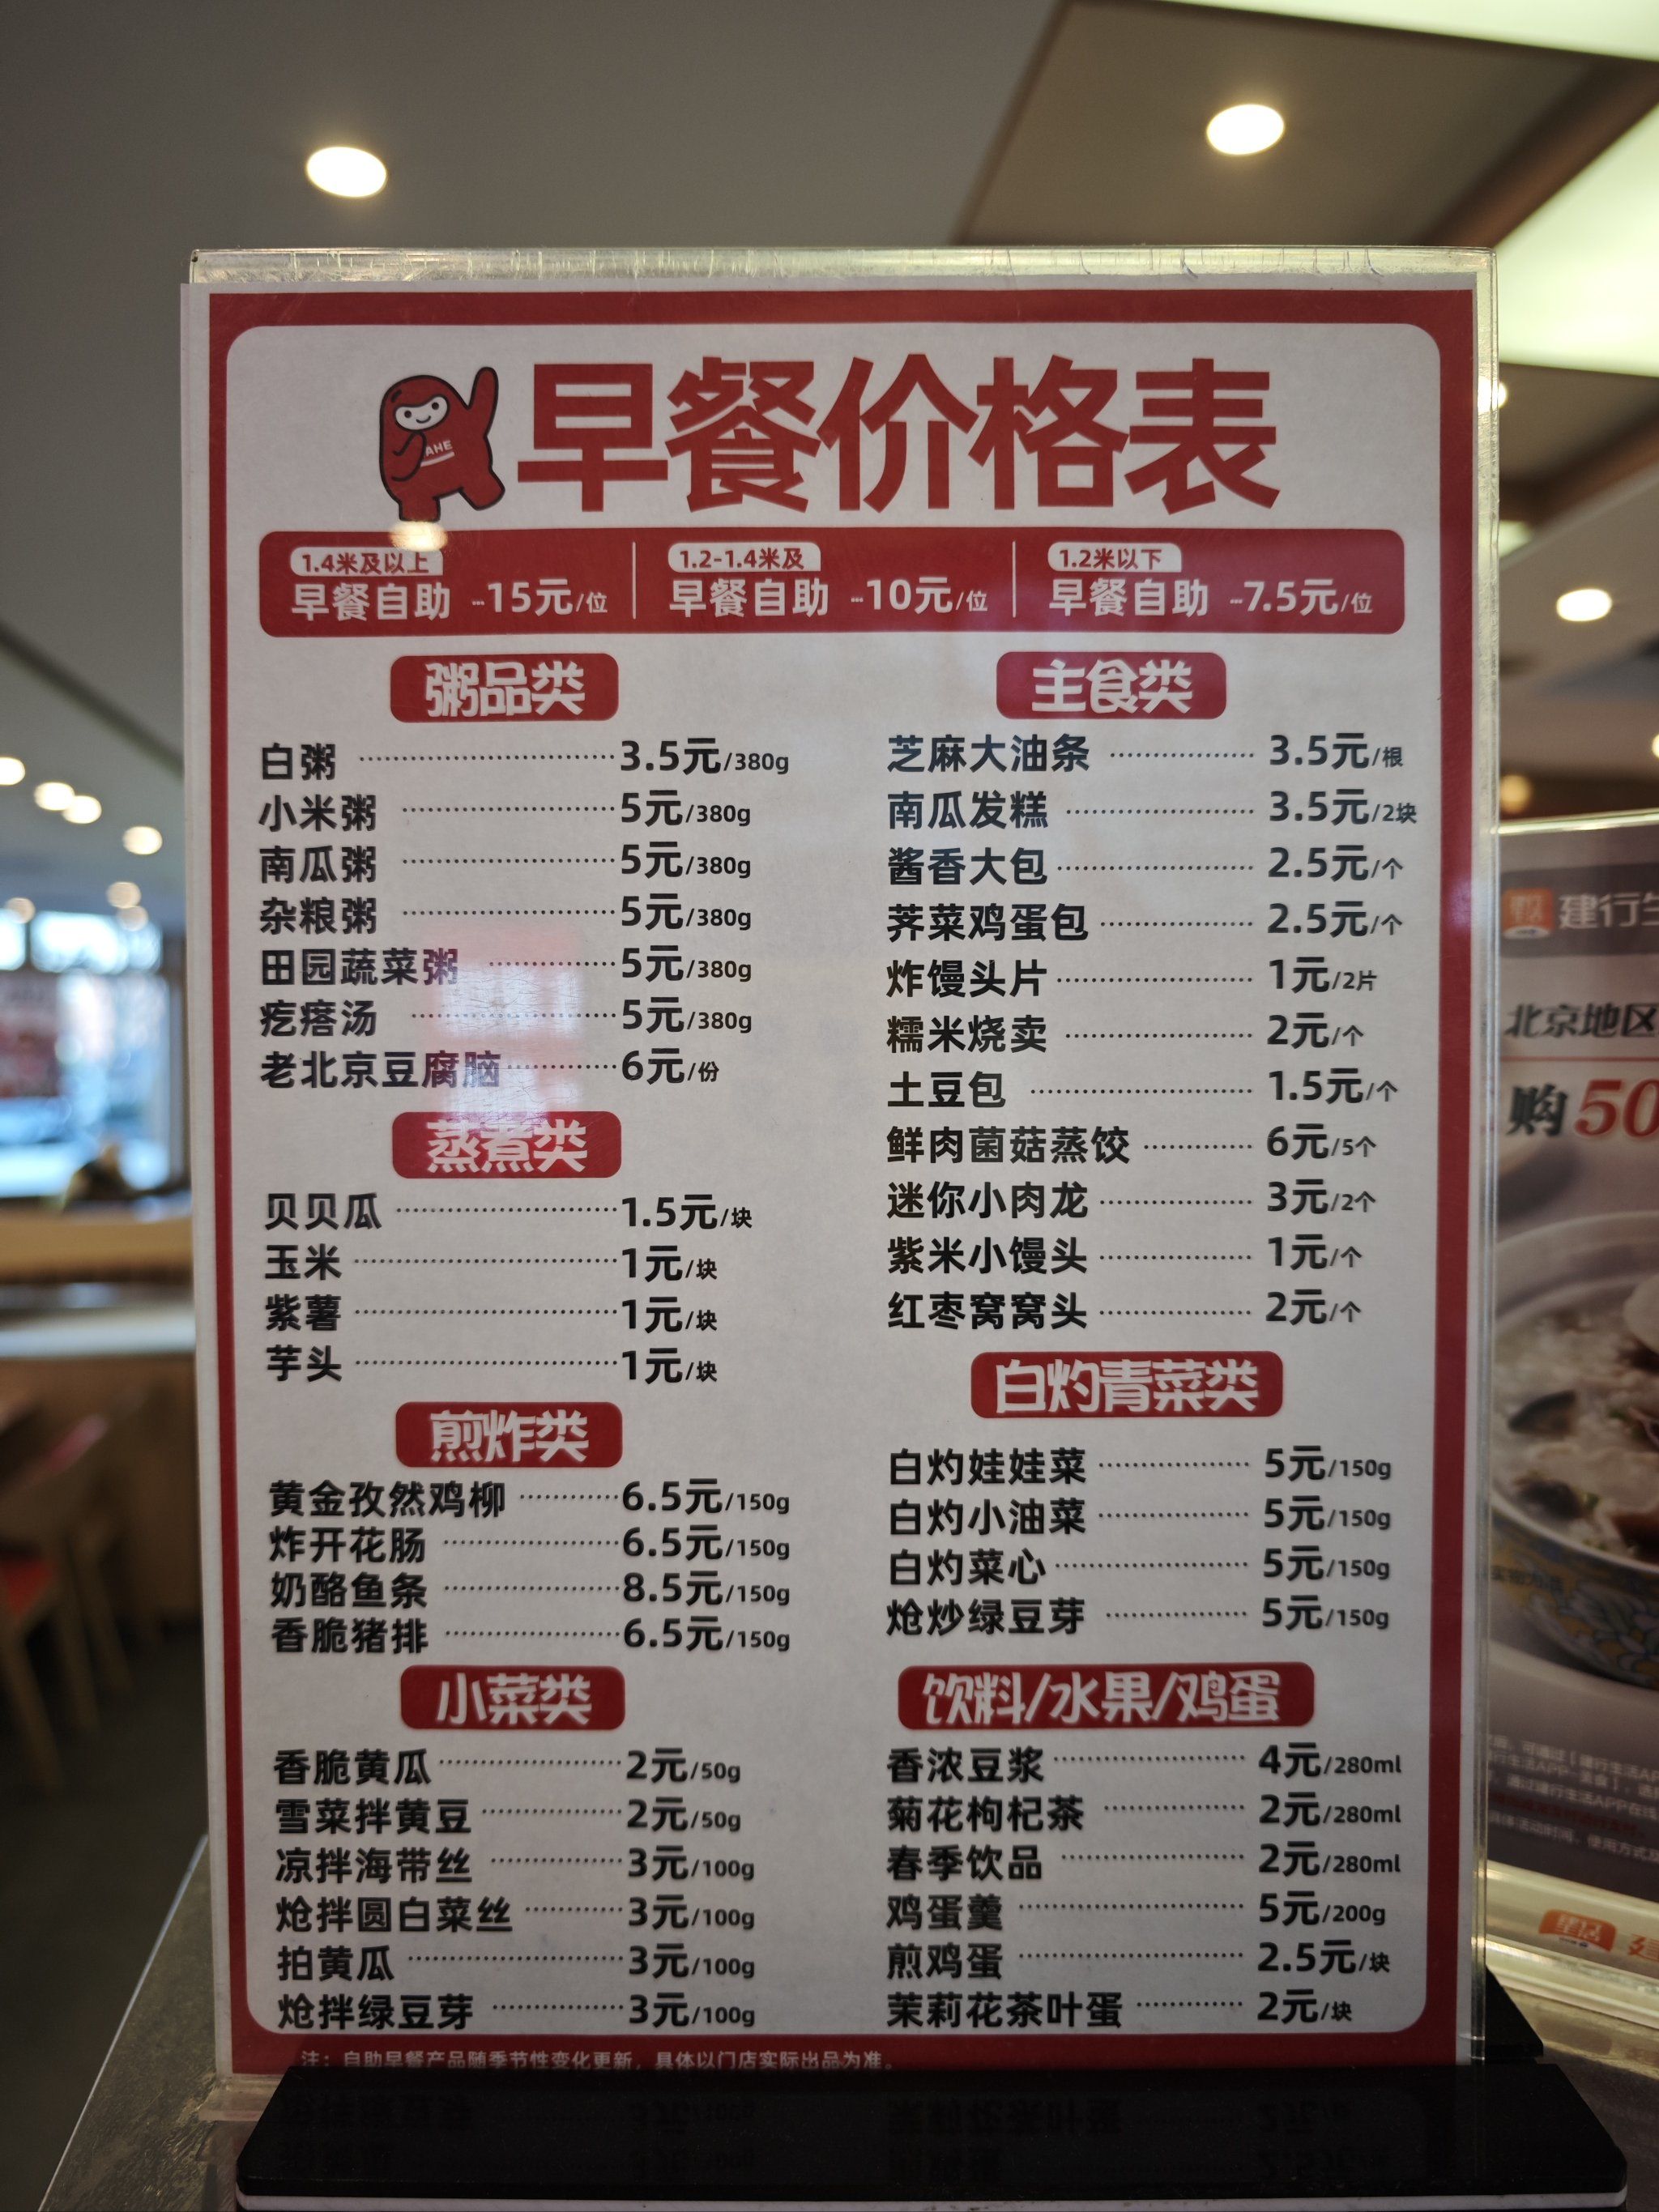 早餐价格表
1.4米及以上
早餐自助 ---15元/位
1.2-1.4米及
早餐自助 ---10元/位
1.2米以下
早餐自助 ---7.5元/位
粥品类
白粥 3.5元/380g
小米粥 5元/380g
南瓜粥 5元/380g
杂粮粥 5元/380g
田园蔬菜粥 5元/380g
疙瘩汤 5元/380g
老北京豆腐脑 6元/份
蒸煮类
贝贝瓜 1.5元/块
玉米 1元/块
紫薯 1元/块
芋头 1元/块
煎炸类
黄金孜然鸡柳 6.5元/150g
炸开花肠 6.5元/150g
奶酪鱼条 8.5元/150g
香脆猪排 6.5元/150g
小菜类
香脆黄瓜 2元/50g
雪菜拌黄豆 2元/50g
凉拌海带丝 3元/100g
炝拌圆白菜丝 3元/100g
拍黄瓜 3元/100g
炝拌绿豆芽 3元/100g
主食类
芝麻大油条 3.5元/根
南瓜发糕 3.5元/2块
酱香大包 2.5元/个
荠菜鸡蛋包 2.5元/个
炸馒头片 1元/2片
糯米烧卖 2元/个
土豆包 1.5元/个
鲜肉菌菇蒸饺 6元/5个
迷你小肉龙 3元/2个
紫米小馒头 1元/个
红枣窝窝头 2元/个
白灼青菜类
白灼娃娃菜 5元/150g
白灼小油菜 5元/150g
白灼菜心 5元/150g
炝炒绿豆芽 5元/150g
饮料/水果/鸡蛋
香浓豆浆 4元/280ml
菊花枸杞茶 2元/280ml
春季饮品 2元/280ml
鸡蛋羹 5元/200g
煎鸡蛋 2.5元/块
茉莉花茶叶蛋 2元/块
注：自助早餐产品随季节性变化更新，具体以门店实际出品为准。
建行生
北京地区
购50